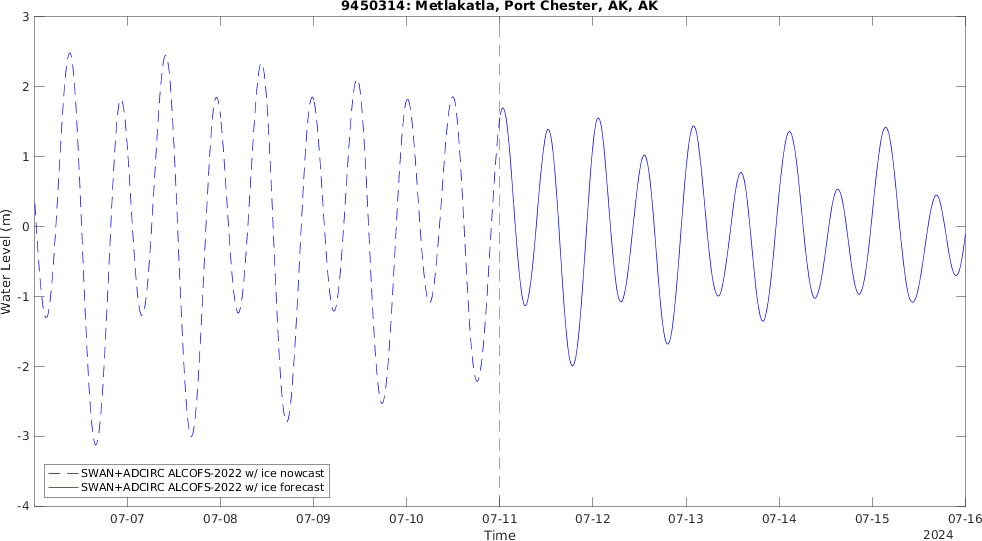 9450314: Metlakatla, Port Chester, AK, AK
Water Level (m)
3
2
1
0
-1
-2
-3
-4
SWAN+ADCIRC ALCOFS-2022 w/ ice nowcast
SWAN+ADCIRC ALCOFS-2022 w/ ice forecast
07-07 07-08 07-09 07-10 07-11 07-12 07-13 07-14 07-15 07-16
Time
2024